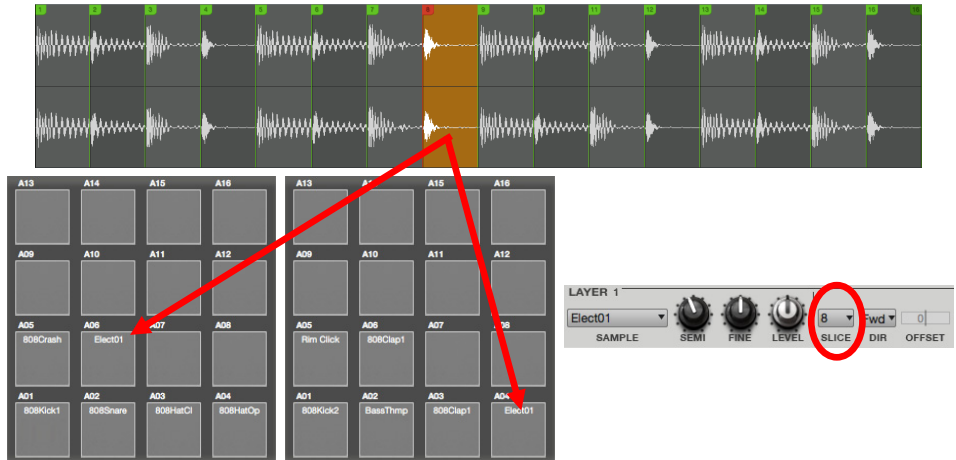 1 2 3 4 5 6 7 8 9 10 11 12 13 14 15 16 16
A13 A14 A15 A16
A09 A10 A11 A12
A05 A06 A07 A08
808Crash Elect01
A01 A02 A03 A04
808Kick1 808Snare 808HatCl 808HatOp
A13 A15 A16
A09 A10 A11 A12
A05 A06 A07 A08
Rim Click 808Clap1
A01 A02 A03 A04
808Kick2 BassThmp 808Clap1 Elect01
LAYER 1
Elect01 8 Fwd 0
SAMPLE SEMI FINE LEVEL SLICE DIR OFFSET